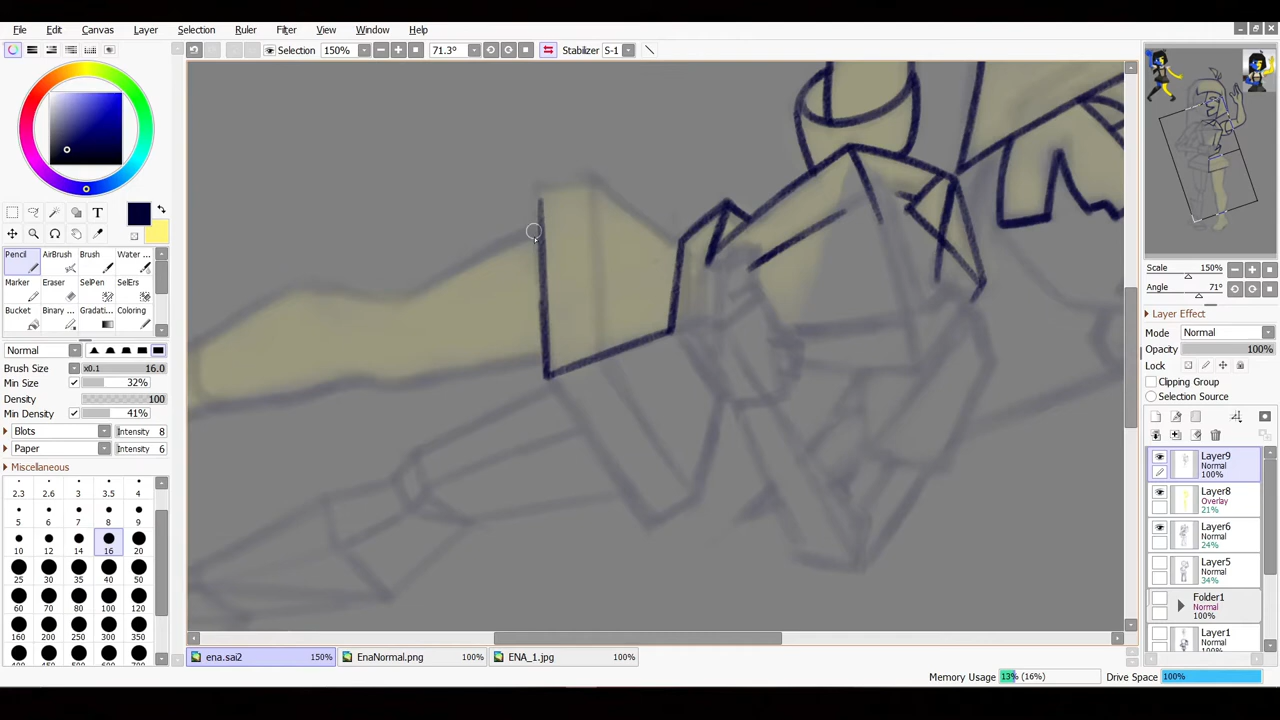 File Edit Canvas Layer Selection Ruler Filter View Window Help
Selection 150% 71.3° Stabilizer S-1
T
Pencil AirBrush Brush Water ...
Marker Eraser SelPen SelErs
Bucket Binary ... Gradati... Coloring
Normal
Brush Size x0.1 16.0
Min Size 32%
Density 100
Min Density 41%
Blots Intensity 8
Paper Intensity 6
Miscellaneous
2.3 2.6 3 3.5 4
5 6 7 8 9
10 12 14 16 20
25 30 35 40 50
60 70 80 100 120
160 200 250 300 350
Scale 150%
Angle 71°
Layer Effect
Mode Normal
Opacity 100%
Lock
Clipping Group
Selection Source
Layer9
Normal
100%
Layer8
Overlay
21%
Layer6
Normal
24%
Layer5
Normal
34%
Folder1
Normal
100%
Layer1
Normal
100%
ena.sai2 150% EnaNormal.png 100% ENA_1.jpg 100%
Memory Usage 13% (16%) Drive Space 100%